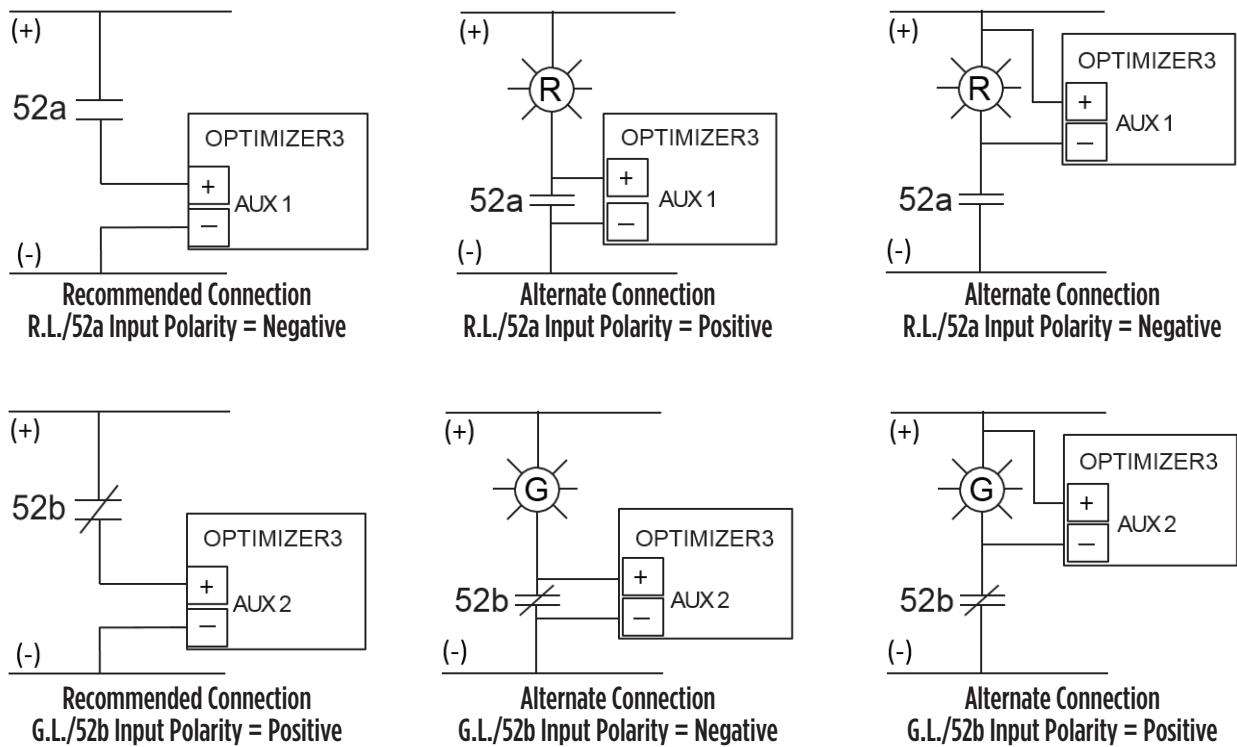 (+)
52a
OPTIMIZER3
+
AUX 1
–
(-)
Recommended Connection
R.L./52a Input Polarity = Negative
(+)
R
OPTIMIZER3
+
52a
AUX 1
–
(-)
Alternate Connection
R.L./52a Input Polarity = Positive
(+)
OPTIMIZER3
R
+
AUX 1
–
52a
(-)
Alternate Connection
R.L./52a Input Polarity = Negative
(+)
52b
OPTIMIZER3
+
AUX 2
–
(-)
Recommended Connection
G.L./52b Input Polarity = Positive
(+)
G
OPTIMIZER3
+
52b
AUX 2
–
(-)
Alternate Connection
G.L./52b Input Polarity = Negative
(+)
OPTIMIZER3
G
+
AUX 2
–
52b
(-)
Alternate Connection
G.L./52b Input Polarity = Positive